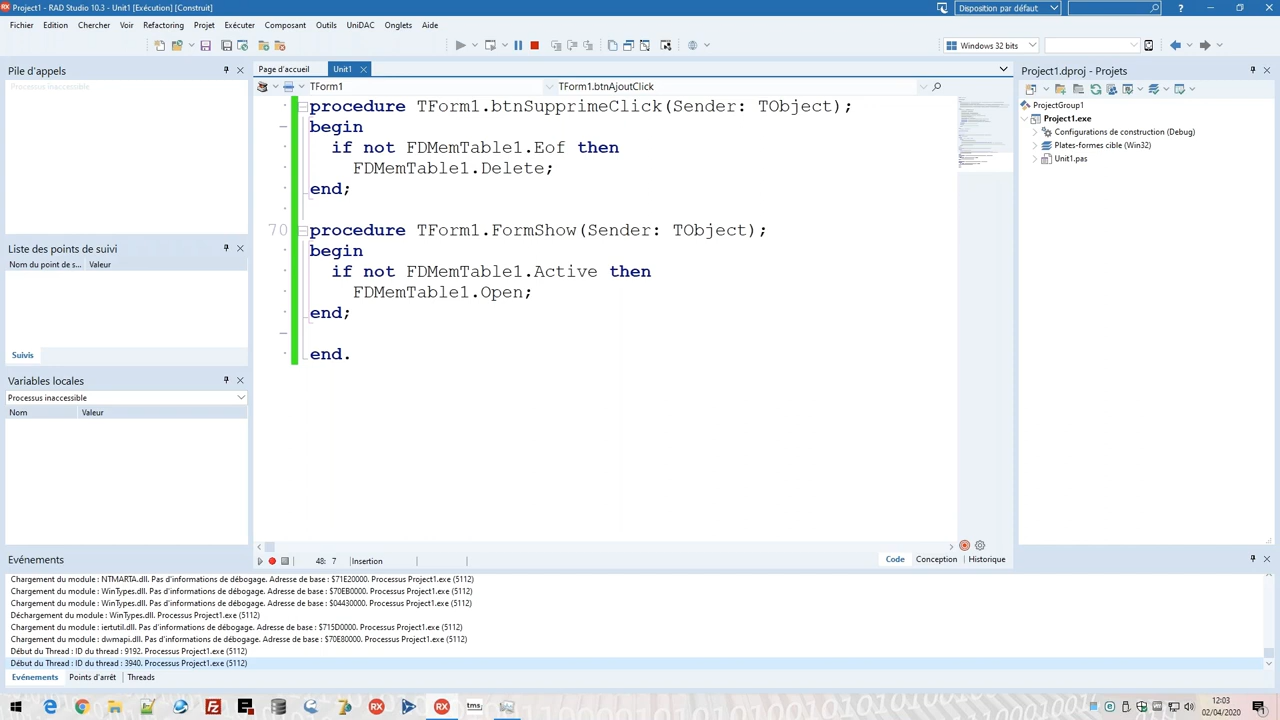 Project1 - RAD Studio 10.3 - Unit1 [Exécution] [Construit]
Disposition par défaut
Fichier Edition Chercher Voir Refactoring Projet Exécuter Composant Outils UniDAC Onglets Aide
Windows 32 bits
Pile d'appels
Processus inaccessible
Liste des points de suivi
Nom du point de s... Valeur
Suivis
Variables locales
Processus inaccessible
Nom Valeur
Page d'accueil Unit1
TForm1 TForm1.btnAjoutClick
procedure TForm1.btnSupprimeClick(Sender: TObject);
begin
if not FDMemTable1.Eof then
FDMemTable1.Delete;
end;
70 procedure TForm1.FormShow(Sender: TObject);
begin
if not FDMemTable1.Active then
FDMemTable1.Open;
end;
end.
48: 7 Insertion
Code Conception Historique
Project1.dproj - Projets
ProjectGroup1
Project1.exe
Configurations de construction (Debug)
Plates-formes cible (Win32)
Unit1.pas
Evénements
Chargement du module : NTMARTA.dll. Pas d'informations de débogage. Adresse de base : $71E20000. Processus Project1.exe (5112)
Chargement du module : WinTypes.dll. Pas d'informations de débogage. Adresse de base : $70EB0000. Processus Project1.exe (5112)
Chargement du module : WinTypes.dll. Pas d'informations de débogage. Adresse de base : $04430000. Processus Project1.exe (5112)
Déchargement du module : WinTypes.dll. Processus Project1.exe (5112)
Chargement du module : iertutil.dll. Pas d'informations de débogage. Adresse de base : $715D0000. Processus Project1.exe (5112)
Chargement du module : dwmapi.dll. Pas d'informations de débogage. Adresse de base : $70E80000. Processus Project1.exe (5112)
Début du Thread : ID du thread : 9192. Processus Project1.exe (5112)
Début du Thread : ID du thread : 3940. Processus Project1.exe (5112)
Evénements Points d'arrêt Threads
tms
12:03
02/04/2020